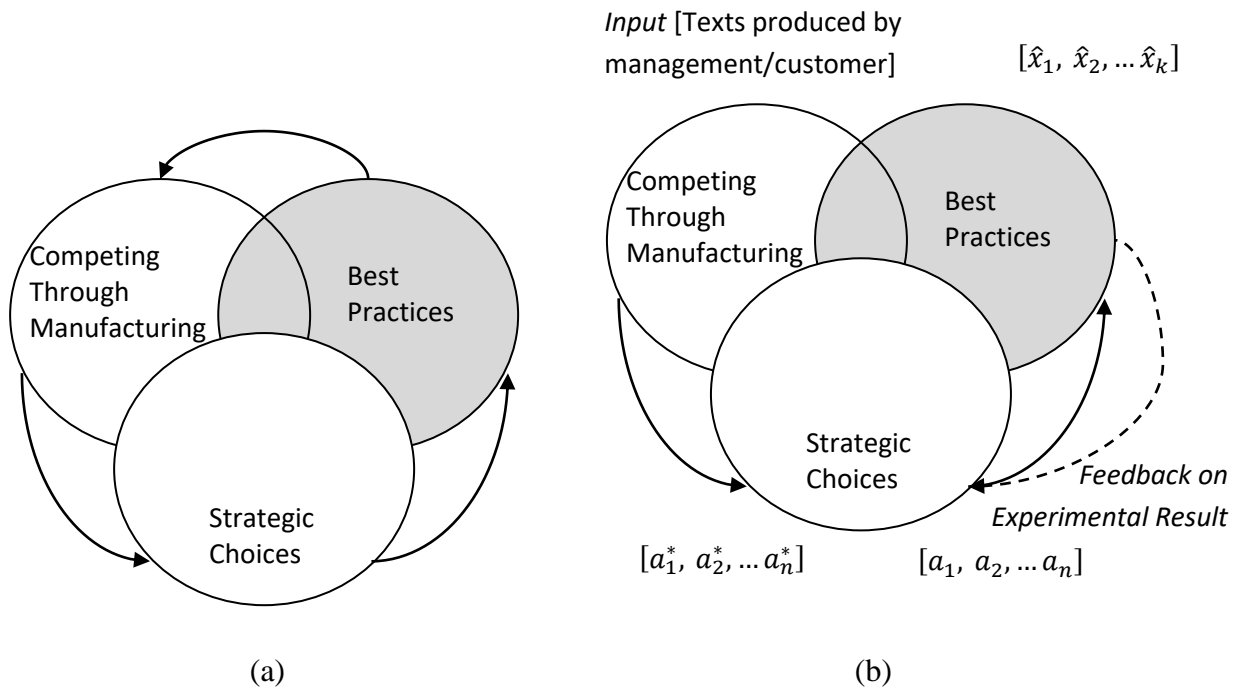 Competing
Through
Manufacturing
Best
Practices
Strategic
Choices
(a)
Input [Texts produced by
management/customer]
[x̂₁, x̂₂, … x̂ₖ]
Competing
Through
Manufacturing
Best
Practices
Strategic
Choices
Feedback on
Experimental Result
[a₁*, a₂*, … aₙ*]
[a₁, a₂, … aₙ]
(b)